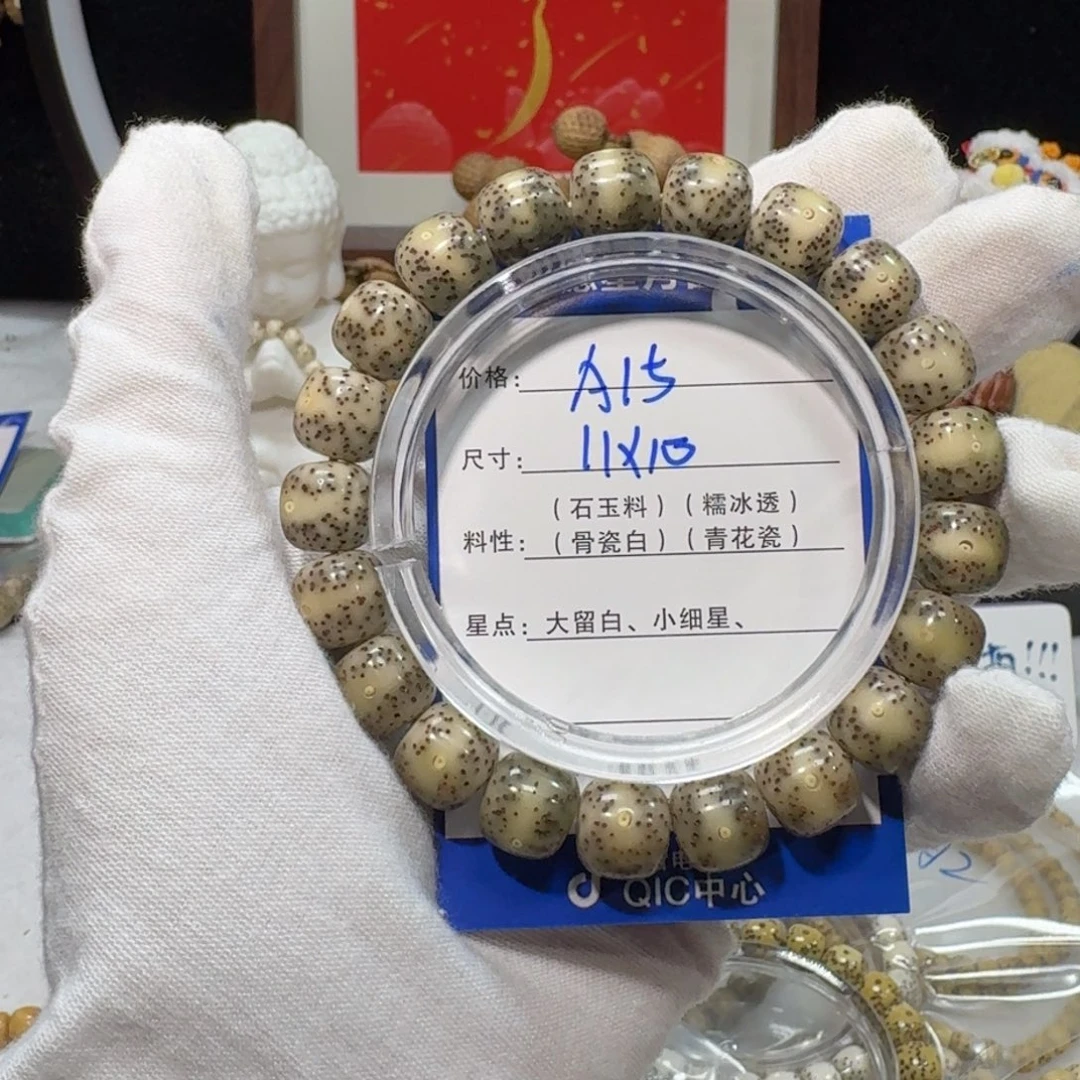 价格: A15
尺寸: 11X10
(石玉料) (糯冰透)
料性: (骨瓷白) (青花瓷)
星点: 大留白、小细星、
QIC中心
!!!